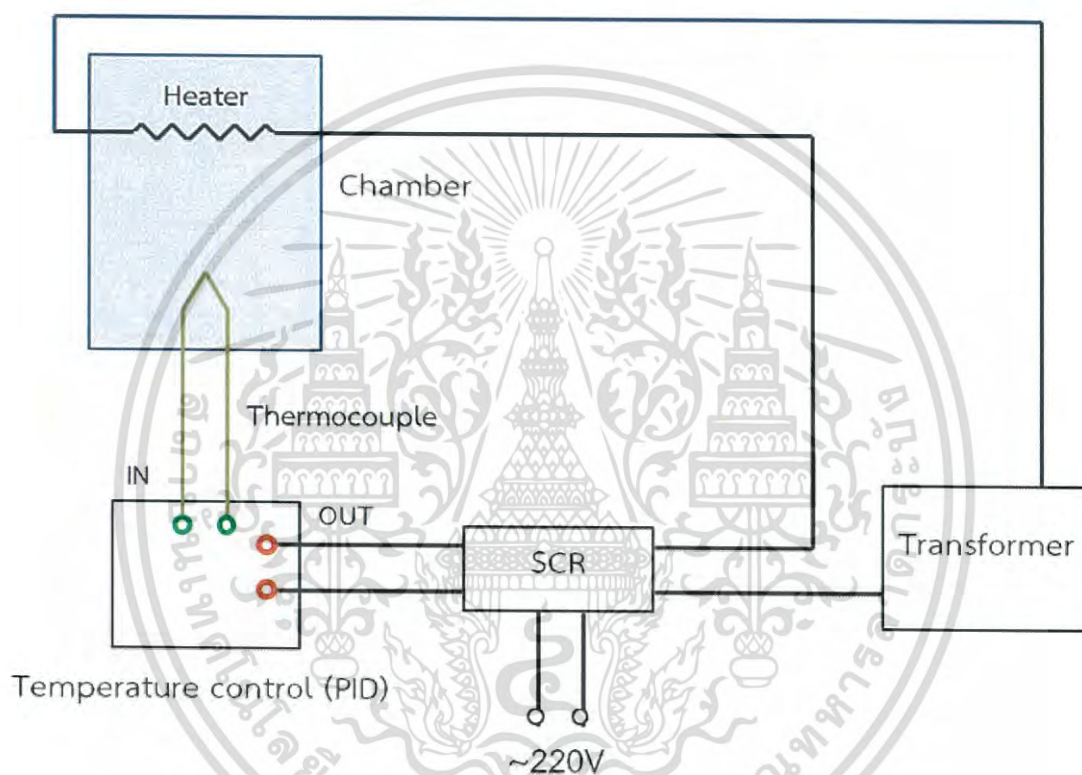 Heater
Chamber
Thermocouple
IN
OUT
SCR
Transformer
Temperature control (PID)
~220V